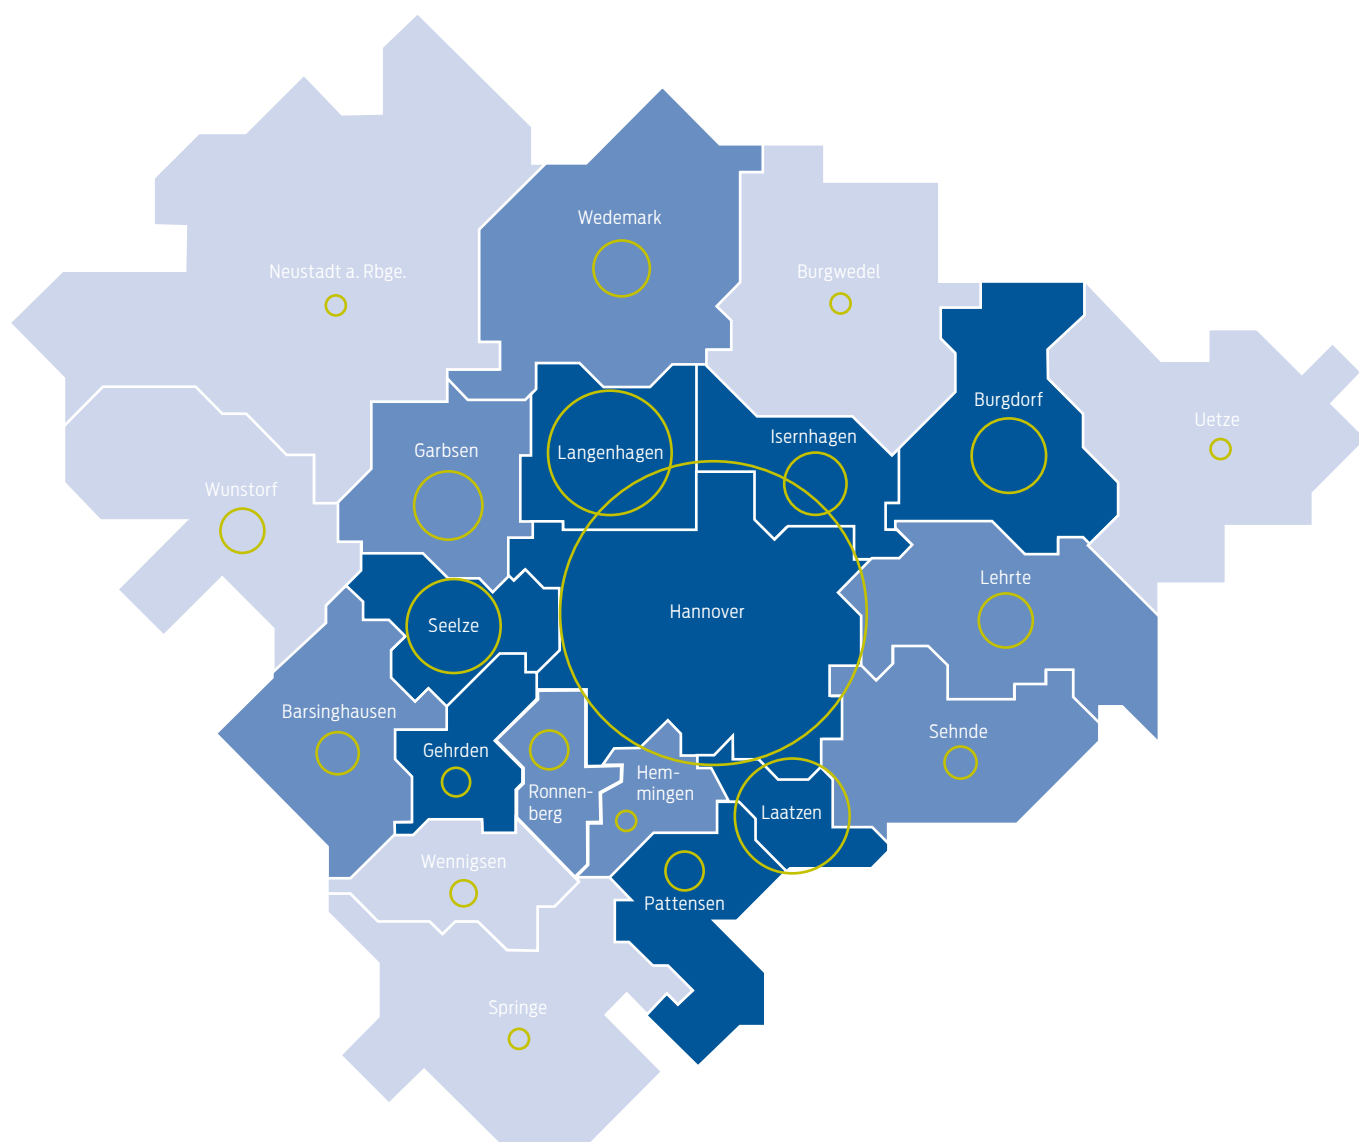 Wedemark
Neustadt a. Rbge.
Burgwedel
Burgdorf
Uetze
Isernhagen
Garbsen
Langenhagen
Wunstorf
Lehrte
Hannover
Seelze
Barsinghausen
Sehnde
Gehrden
Hem-
mingen
Ronnen-
berg
Laatzen
Wennigsen
Pattensen
Springe